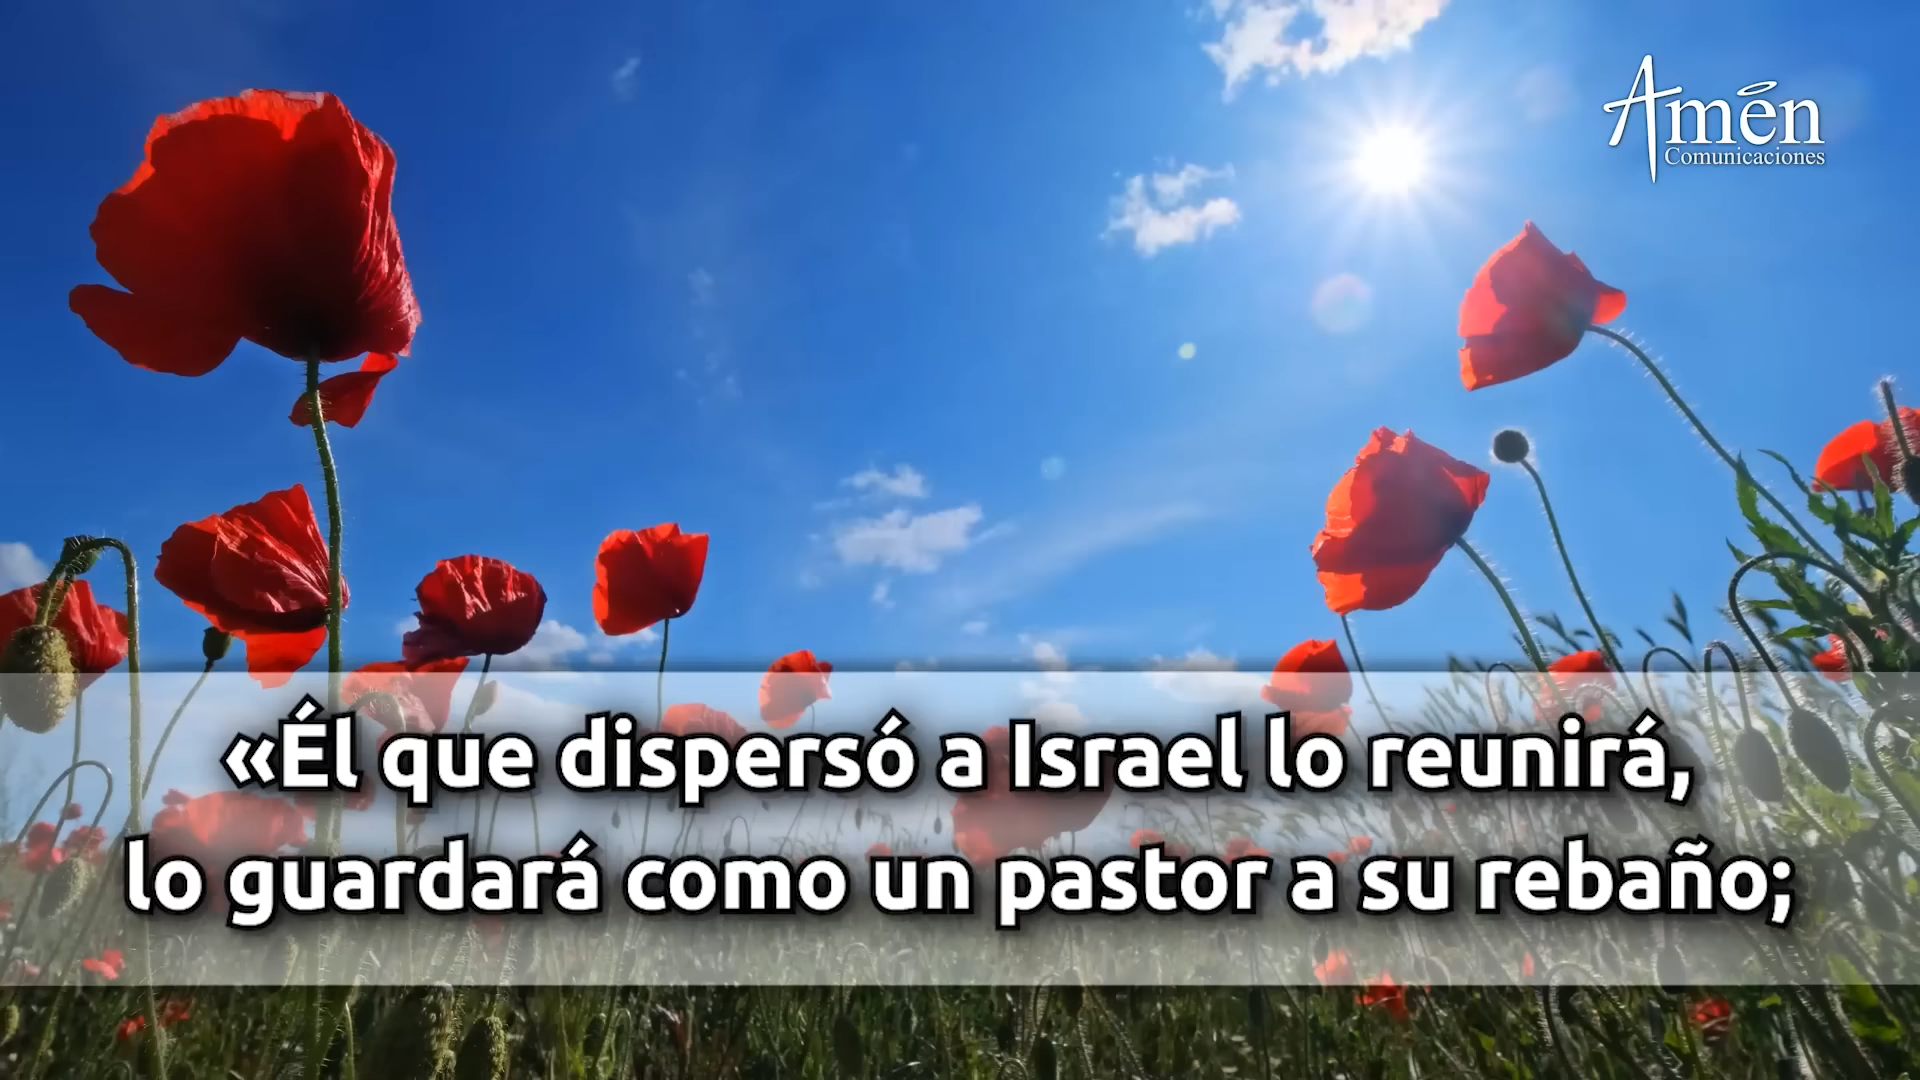 Amén
Comunicaciones
«Él que dispersó a Israel lo reunirá,
lo guardará como un pastor a su rebaño;